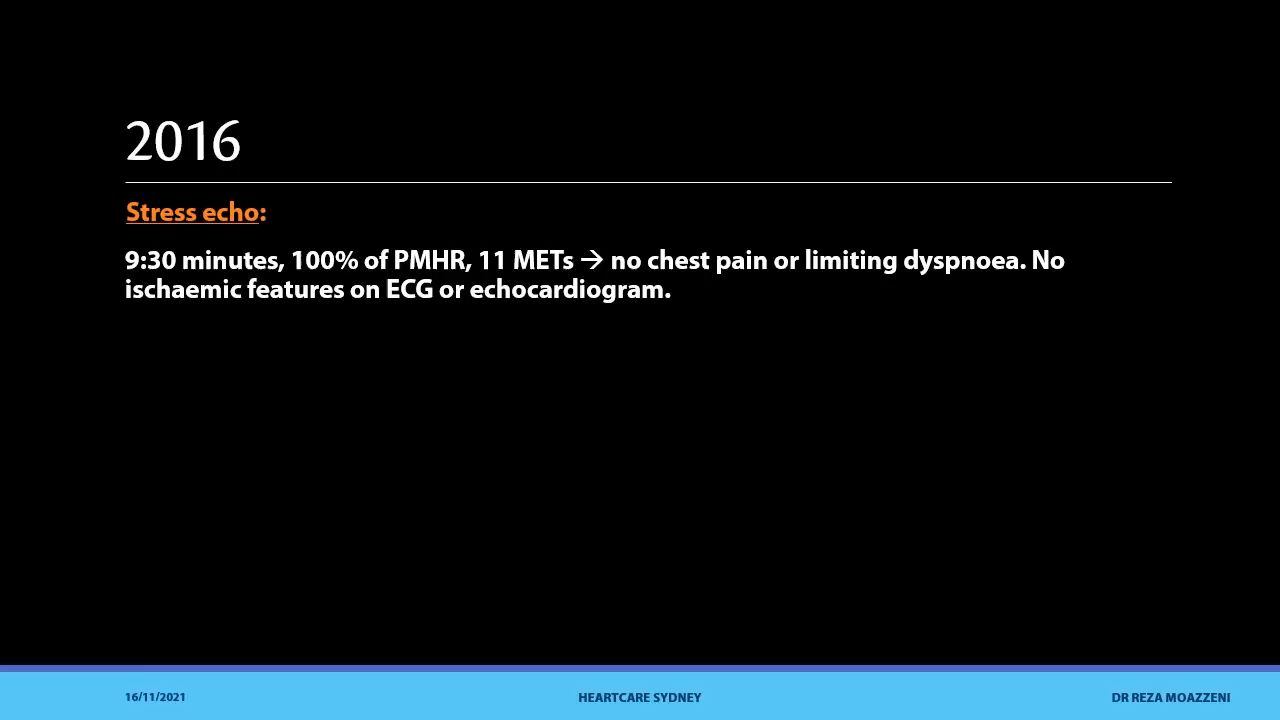 2016
Stress echo:
9:30 minutes, 100% of PMHR, 11 METs → no chest pain or limiting dyspnoea. No
ischaemic features on ECG or echocardiogram.
16/11/2021
HEARTCARE SYDNEY
DR REZA MOAZZENI